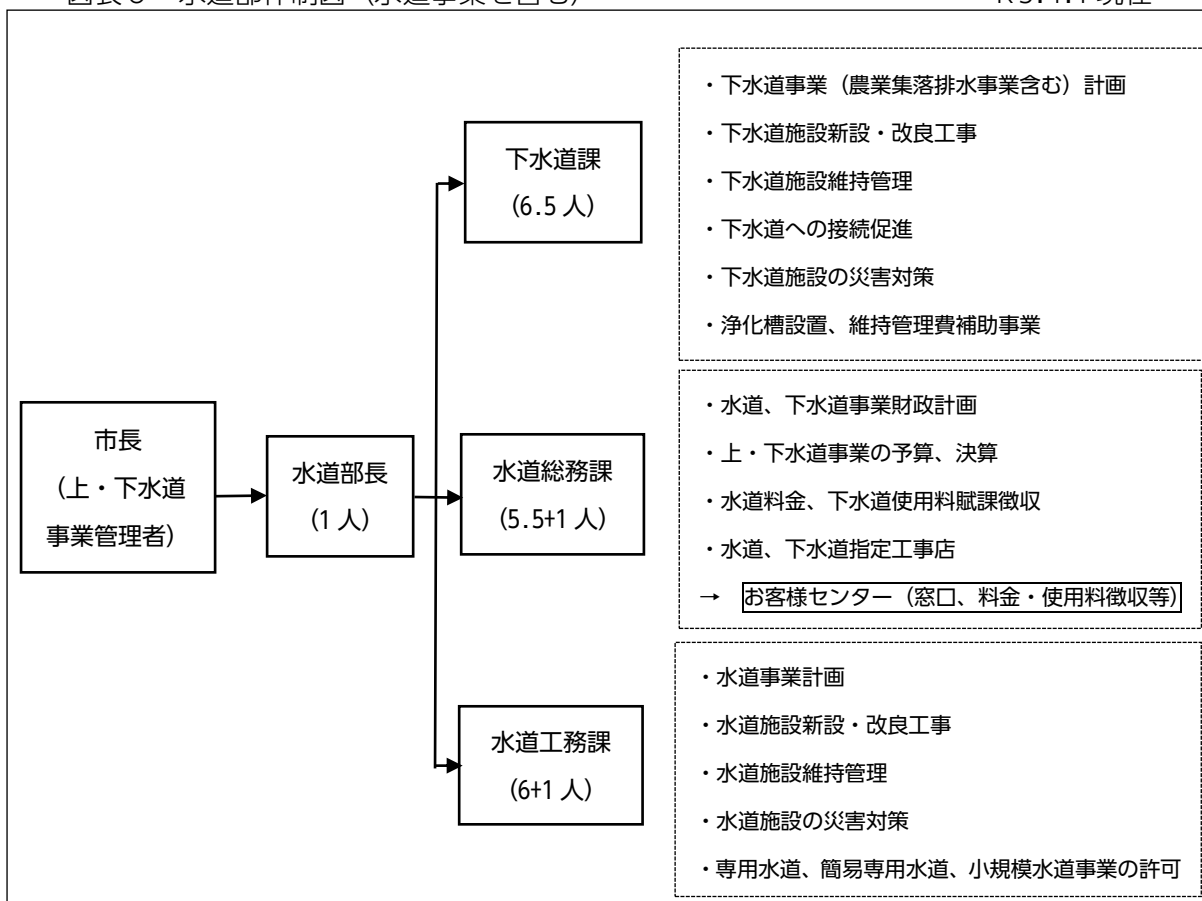 市長
(上・下水道
事業管理者)
水道部長
(1 人)
下水道課
(6.5 人)
・下水道事業（農業集落排水事業含む）計画
・下水道施設新設・改良工事
・下水道施設維持管理
・下水道への接続促進
・下水道施設の災害対策
・浄化槽設置、維持管理費補助事業
水道総務課
(5.5+1 人)
・水道、下水道事業財政計画
・上・下水道事業の予算、決算
・水道料金、下水道使用料賦課徴収
・水道、下水道指定工事店
→ お客様センター（窓口、料金・使用料徴収等）
水道工務課
(6+1 人)
・水道事業計画
・水道施設新設・改良工事
・水道施設維持管理
・水道施設の災害対策
・専用水道、簡易専用水道、小規模水道事業の許可